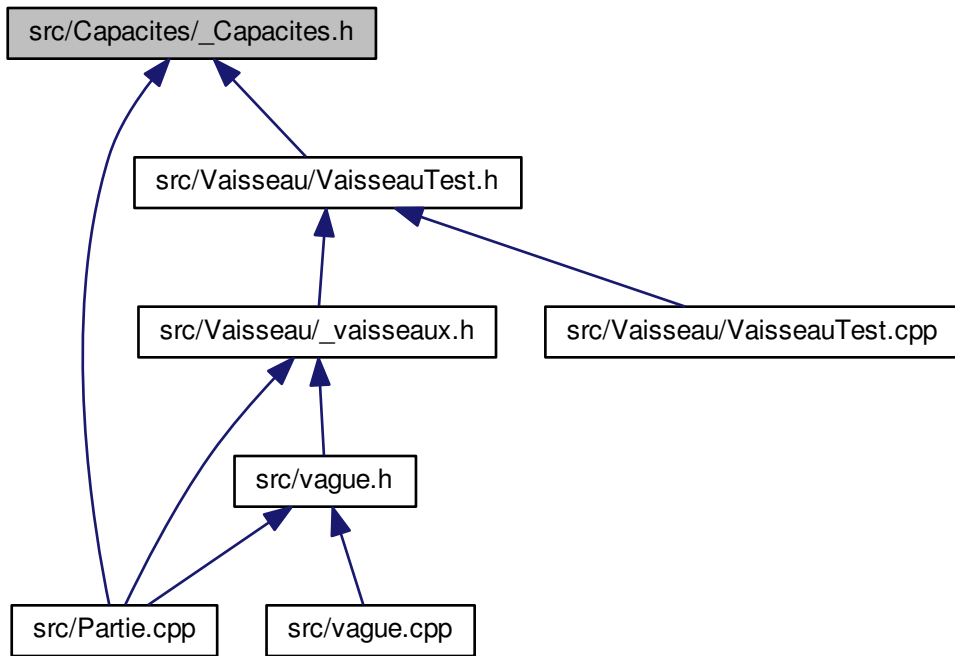 src/Capacites/_Capacites.h
src/Vaisseau/VaisseauTest.h
src/Vaisseau/_vaisseaux.h
src/Vaisseau/VaisseauTest.cpp
src/vague.h
src/Partie.cpp
src/vague.cpp